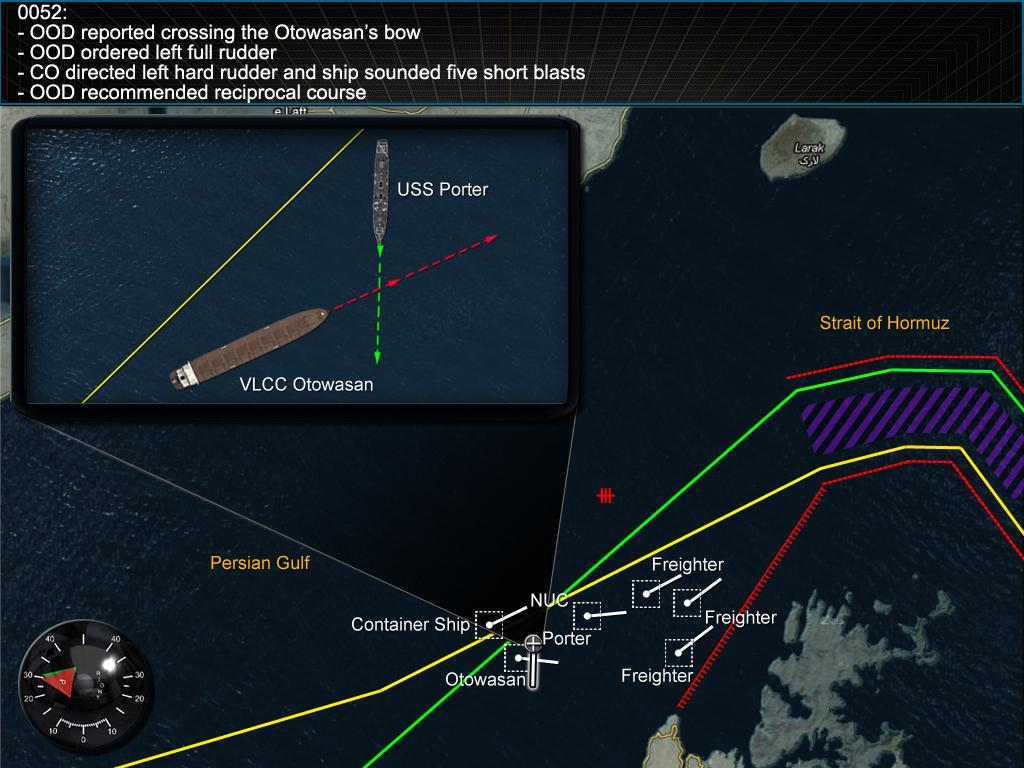 0052:
- OOD reported crossing the Otowasan's bow
- OOD ordered left full rudder
- CO directed left hard rudder and ship sounded five short blasts
- OOD recommended reciprocal course
e Laft
Larak
لارک
USS Porter
VLCC Otowasan
Strait of Hormuz
Persian Gulf
Freighter
NUC
Container Ship
Freighter
Porter
Otowasan
Freighter
40 40
30 30
20 20
10 10
0
RIGHT